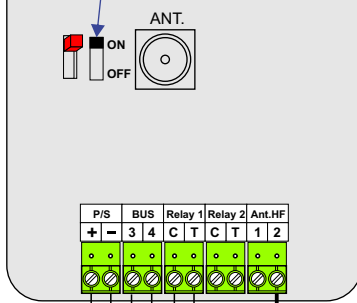 ANT.
ON
OFF
P/S BUS Relay 1 Relay 2 Ant.HF
+ - 3 4 C T C T 1 2